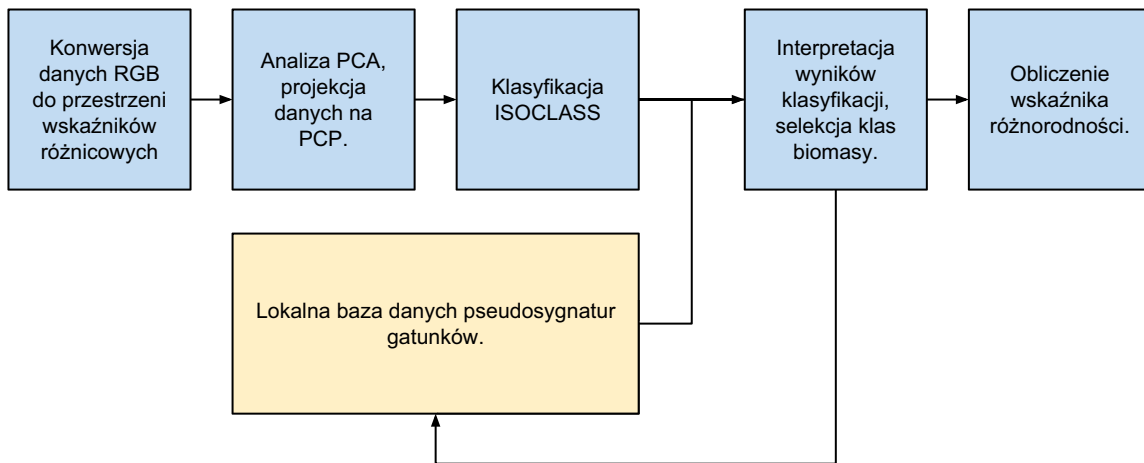 Konwersja
danych RGB
do przestrzeni
wskaźników
różnicowych
Analiza PCA,
projekcja
danych na
PCP.
Klasyfikacja
ISOCLASS
Interpretacja
wyników
klasyfikacji,
selekcja klas
biomasy.
Obliczenie
wskaźnika
różnorodności.
Lokalna baza danych pseudosygnatur
gatunków.